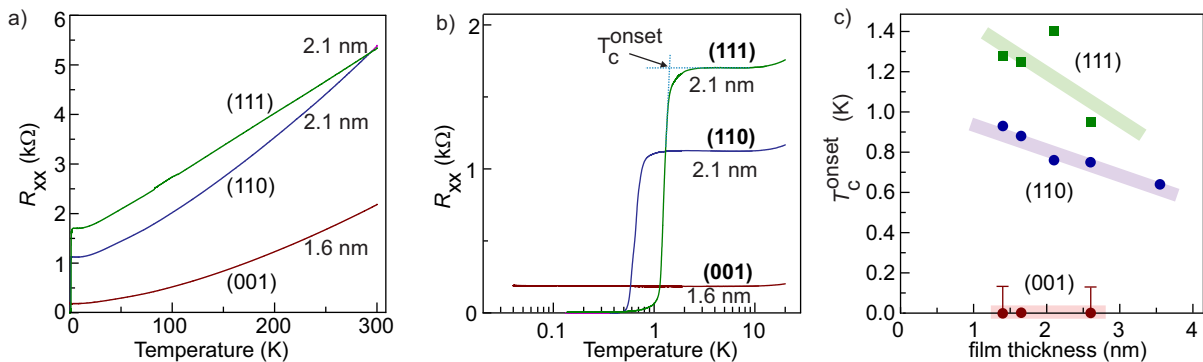 a)
6
5
4
3
2
1
0
R_xx (kΩ)
2.1 nm
(111)
2.1 nm
(110)
1.6 nm
(001)
0
100
200
300
Temperature (K)
b)
2
1
0
R_xx (kΩ)
T_c^onset
(111)
2.1 nm
(110)
2.1 nm
(001)
1.6 nm
0.1
1
10
Temperature (K)
c)
1.4
1.2
1.0
0.8
0.6
0.4
0.2
0.0
T_c^onset (K)
(111)
(110)
(001)
0
1
2
3
4
film thickness (nm)